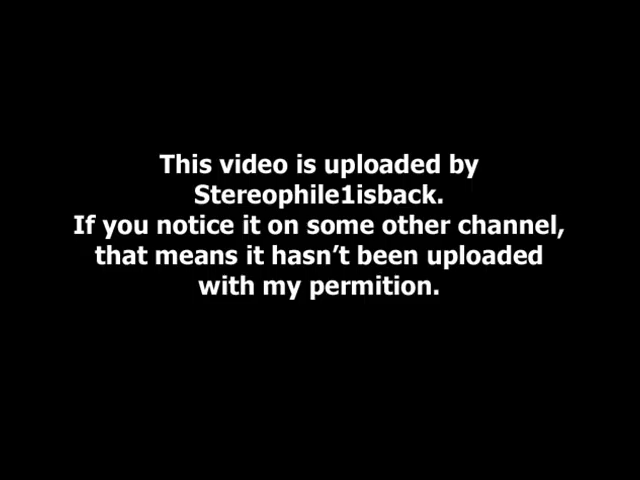 This video is uploaded by
Stereophile1isback.
If you notice it on some other channel,
that means it hasn’t been uploaded
with my permition.